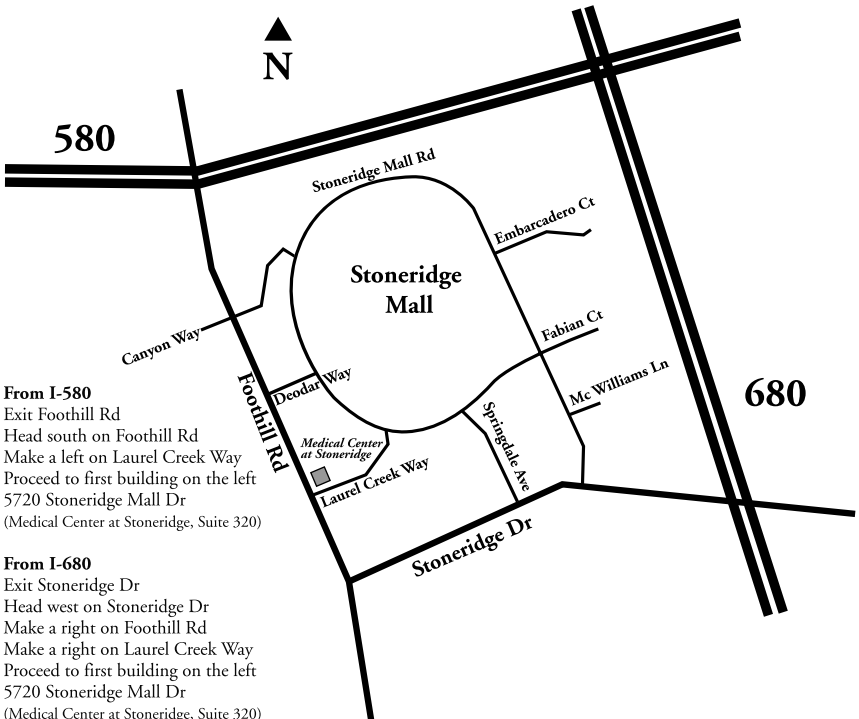 N
580
Stoneridge Mall Rd
Embarcadero Ct
Stoneridge
Mall
Canyon Way
Fabian Ct
Deodar Way
Foothill Rd
Mc Williams Ln
680
Medical Center
at Stoneridge
Springdale Ave
Laurel Creek Way
Stoneridge Dr
From I-580
Exit Foothill Rd
Head south on Foothill Rd
Make a left on Laurel Creek Way
Proceed to first building on the left
5720 Stoneridge Mall Dr
(Medical Center at Stoneridge, Suite 320)
From I-680
Exit Stoneridge Dr
Head west on Stoneridge Dr
Make a right on Foothill Rd
Make a right on Laurel Creek Way
Proceed to first building on the left
5720 Stoneridge Mall Dr
(Medical Center at Stoneridge, Suite 320)